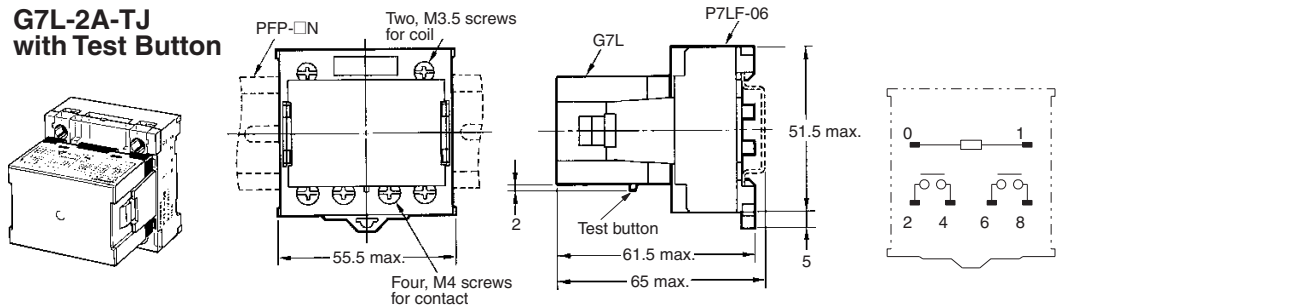 G7L-2A-TJ
with Test Button
PFP-□N
Two, M3.5 screws
for coil
P7LF-06
G7L
51.5 max.
0
1
2
Test button
2 4 6 8
55.5 max.
61.5 max.
5
65 max.
Four, M4 screws
for contact